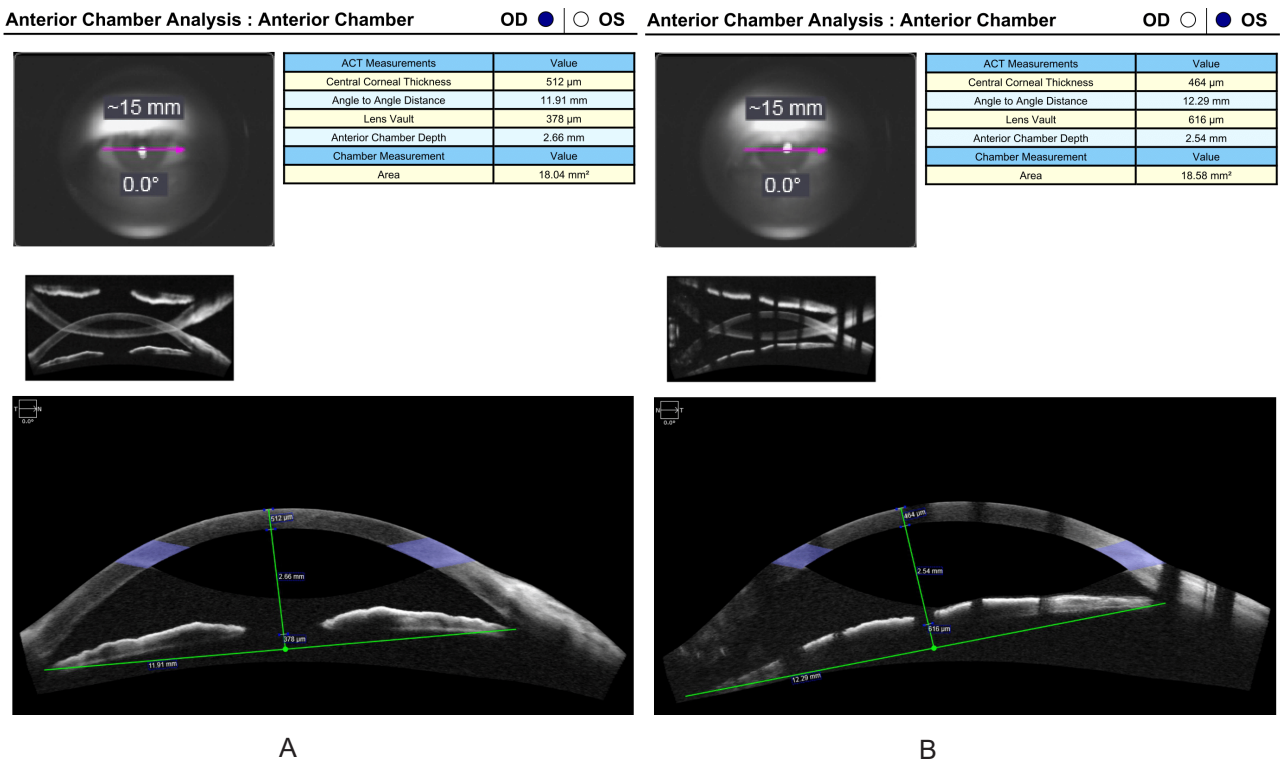 Anterior Chamber Analysis : Anterior Chamber
OD OS
~15 mm
0.0°
ACT Measurements Value
Central Corneal Thickness 512 µm
Angle to Angle Distance 11.91 mm
Lens Vault 378 µm
Anterior Chamber Depth 2.66 mm
Chamber Measurement Value
Area 18.04 mm²
T N
0.0°
512 µm
2.66 mm
378 µm
11.91 mm
A
Anterior Chamber Analysis : Anterior Chamber
OD OS
~15 mm
0.0°
ACT Measurements Value
Central Corneal Thickness 464 µm
Angle to Angle Distance 12.29 mm
Lens Vault 616 µm
Anterior Chamber Depth 2.54 mm
Chamber Measurement Value
Area 18.58 mm²
N T
0.0°
464 µm
2.54 mm
616 µm
12.29 mm
B